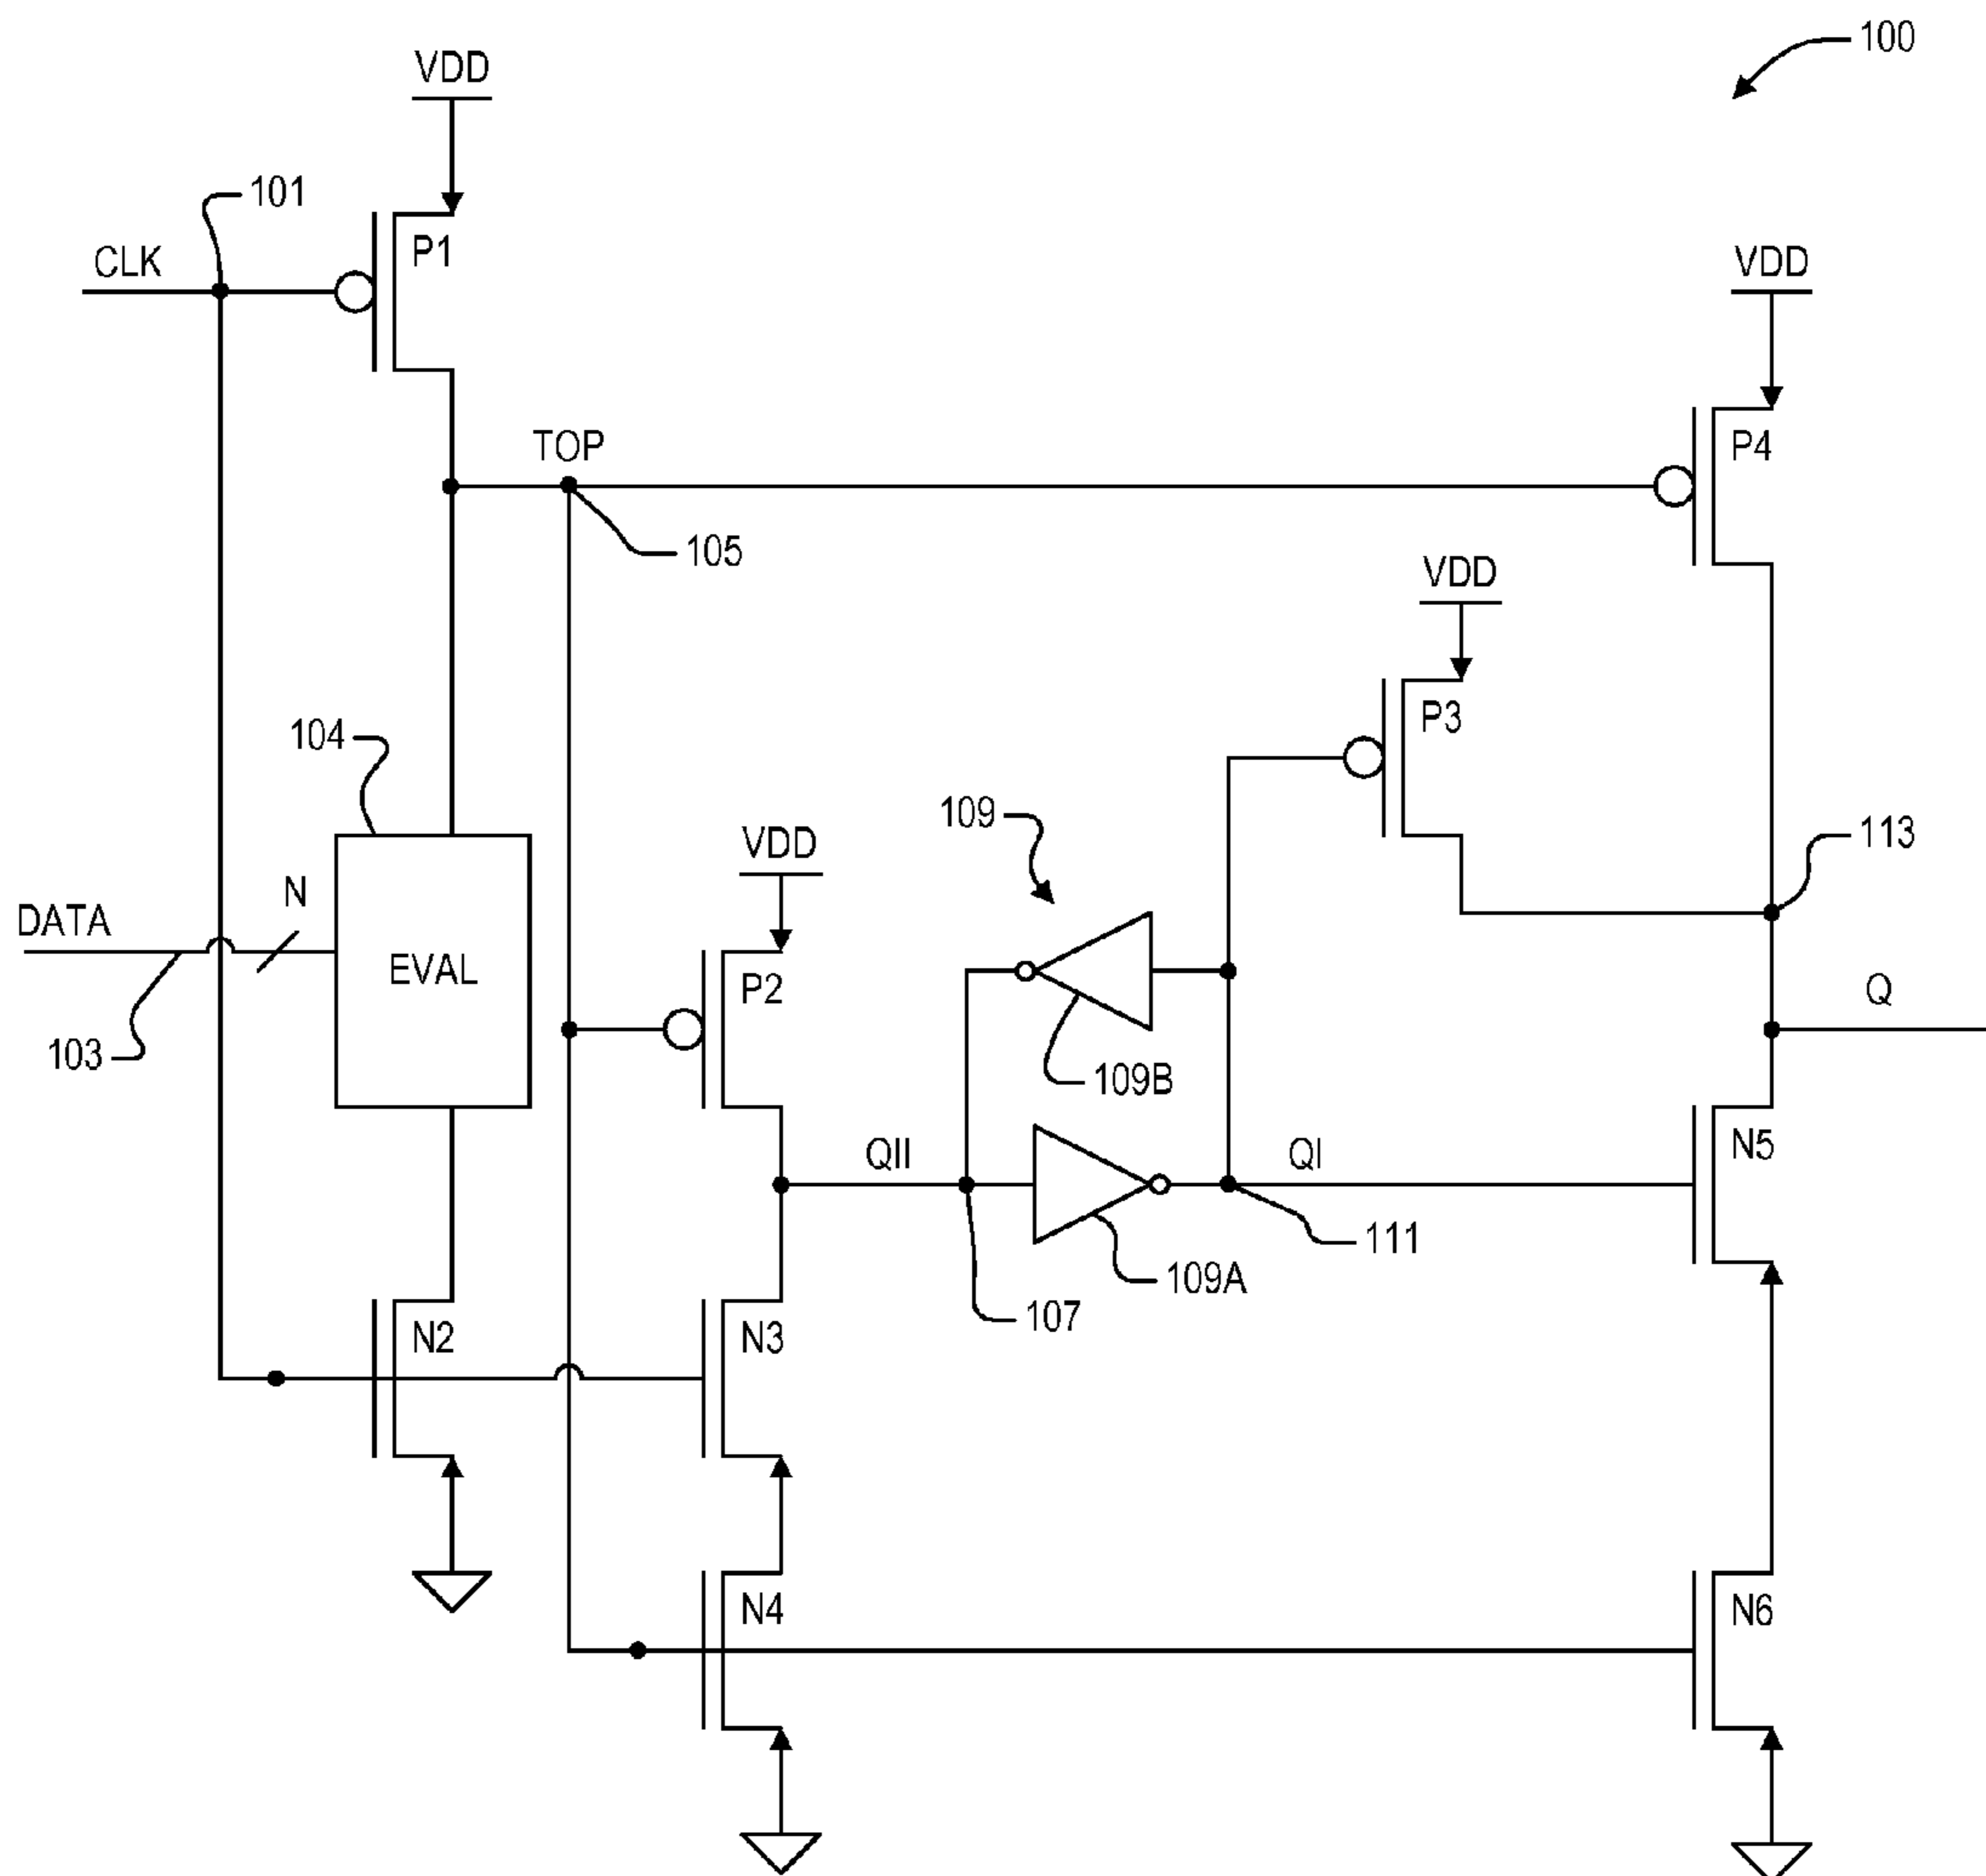 100
VDD
101
P1
CLK
VDD
TOP
P4
105
VDD
P3
104
109
VDD
113
N
DATA
EVAL
P2
Q
103
109B
QII
QI
N5
111
109A
107
N2
N3
N4
N6